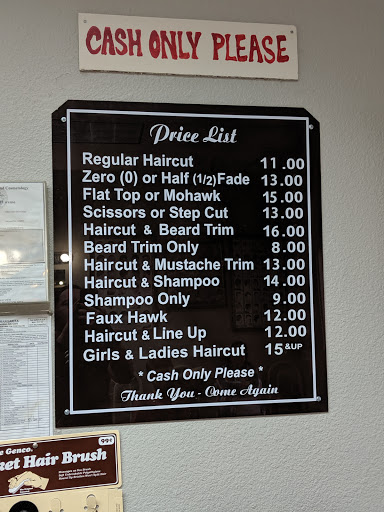 CASH ONLY PLEASE
Price List
Regular Haircut 11.00
Zero (0) or Half (1/2) Fade 13.00
Flat Top or Mohawk 15.00
Scissors or Step Cut 13.00
Haircut & Beard Trim 16.00
Beard Trim Only 8.00
Haircut & Mustache Trim 13.00
Haircut & Shampoo 14.00
Shampoo Only 9.00
Faux Hawk 12.00
Haircut & Line Up 12.00
Girls & Ladies Haircut 15 &UP
* Cash Only Please *
Thank You - Come Again
99¢
Genco.
ket Hair Brush